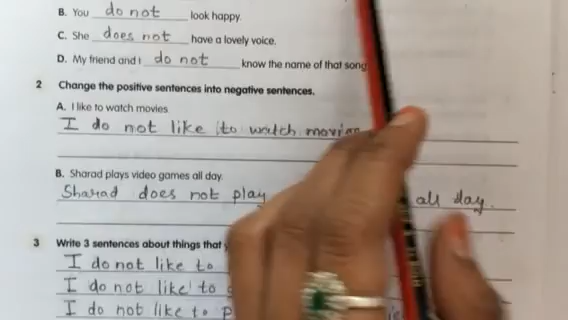 B. You do not look happy.
C. She does not have a lovely voice.
D. My friend and I do not know the name of that song
2 Change the positive sentences into negative sentences.
A. I like to watch movies
I do not like to watch movies
B. Sharad plays video games all day
Sharad does not play all day.
3 Write 3 sentences about things that
I do not like to
I do not like to
I do not like to